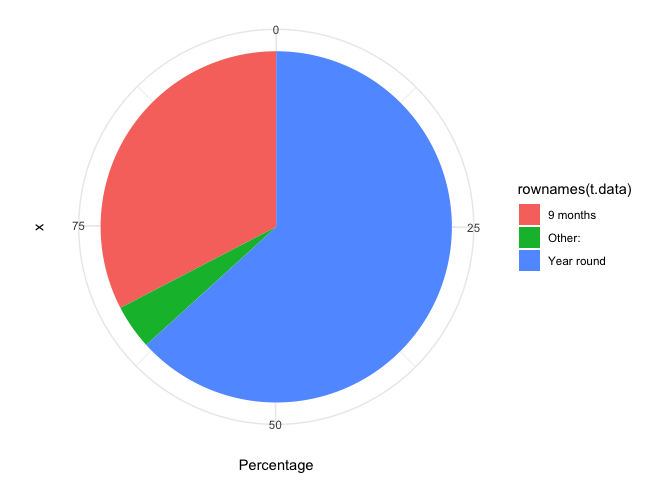 0
25
50
75
x
Percentage
rownames(t.data)
9 months
Other:
Year round